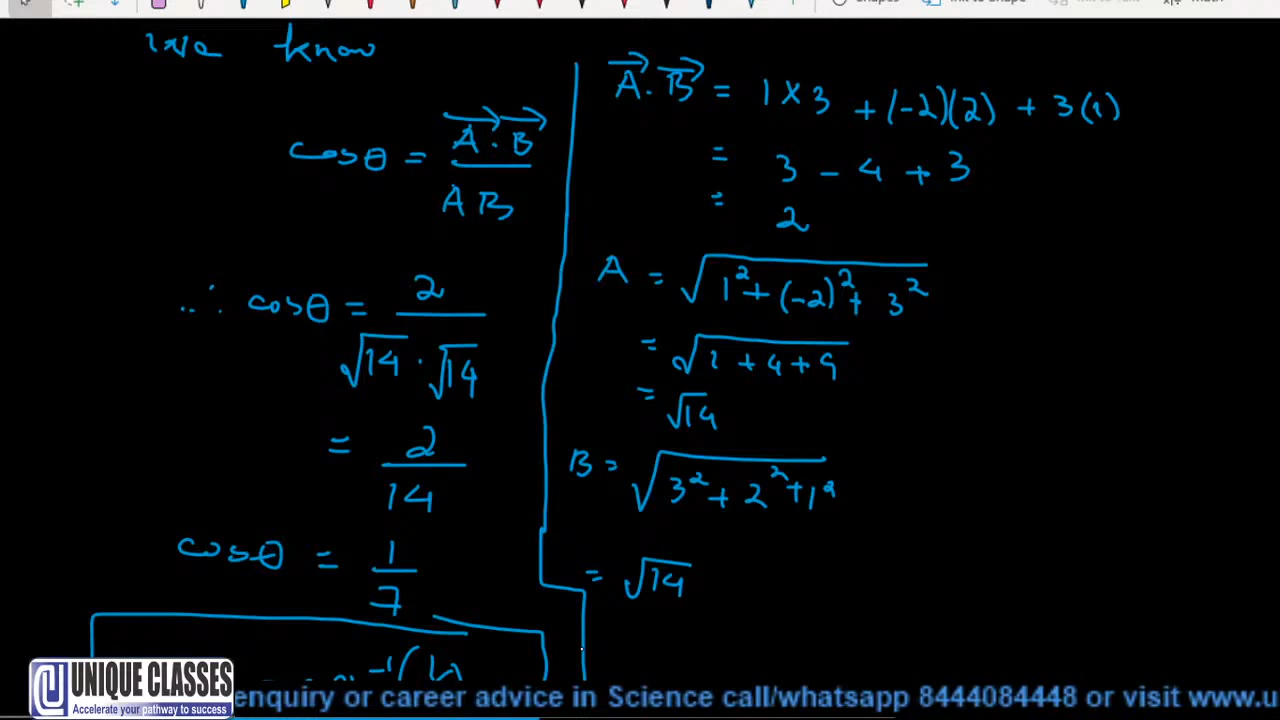 we know
cosθ = A⃗ · B⃗ / AB
∴ cosθ = 2 / √14 · √14
= 2 / 14
cosθ = 1 / 7
A⃗ · B⃗ = 1 × 3 + (-2)(2) + 3(1)
= 3 - 4 + 3
= 2
A = √1² + (-2)² + 3²
= √1 + 4 + 9
= √14
B = √3² + 2² + 1²
= √14
UNIQUE CLASSES
Accelerate your pathway to success
enquiry or career advice in Science call/whatsapp 8444084448 or visit www.u